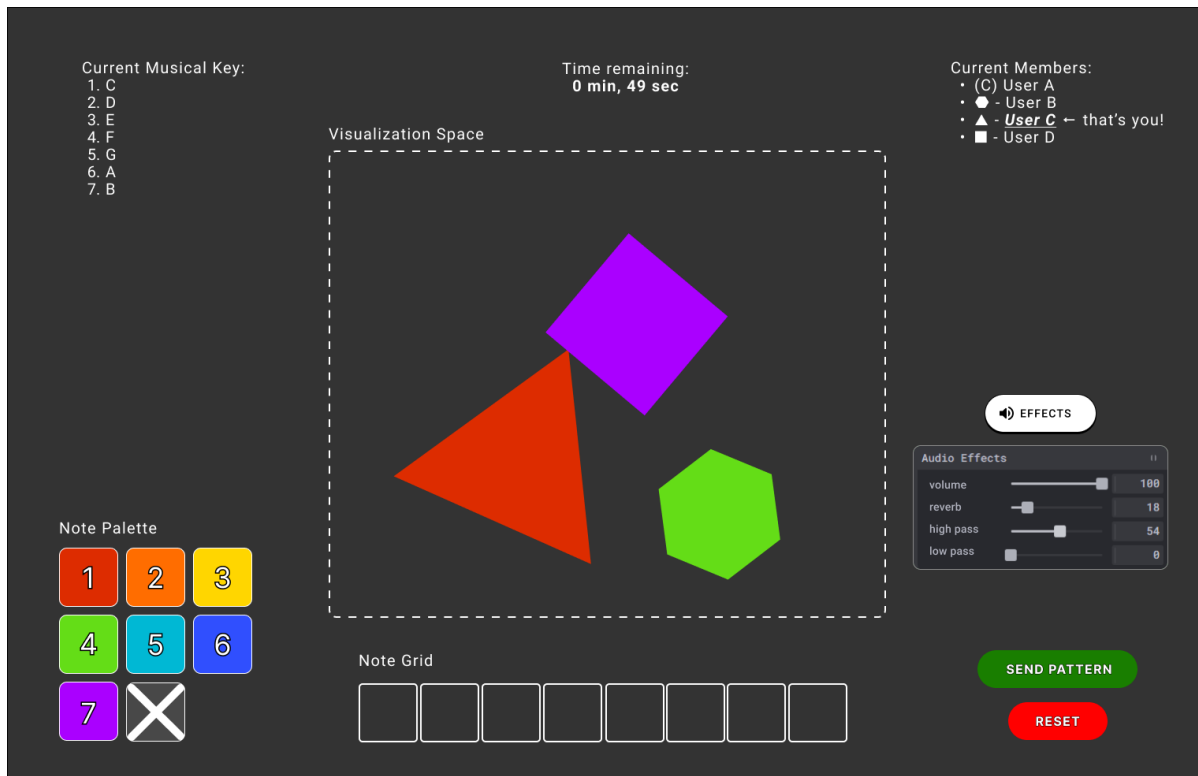 Current Musical Key:
1. C
2. D
3. E
4. F
5. G
6. A
7. B
Time remaining:
0 min, 49 sec
Current Members:
• (C) User A
• ⬢ - User B
• ▲ - User C ← that's you!
• ■ - User D
Visualization Space
EFFECTS
Audio Effects
volume 100
reverb 18
high pass 54
low pass 0
Note Palette
1 2 3
4 5 6
7
Note Grid
SEND PATTERN
RESET